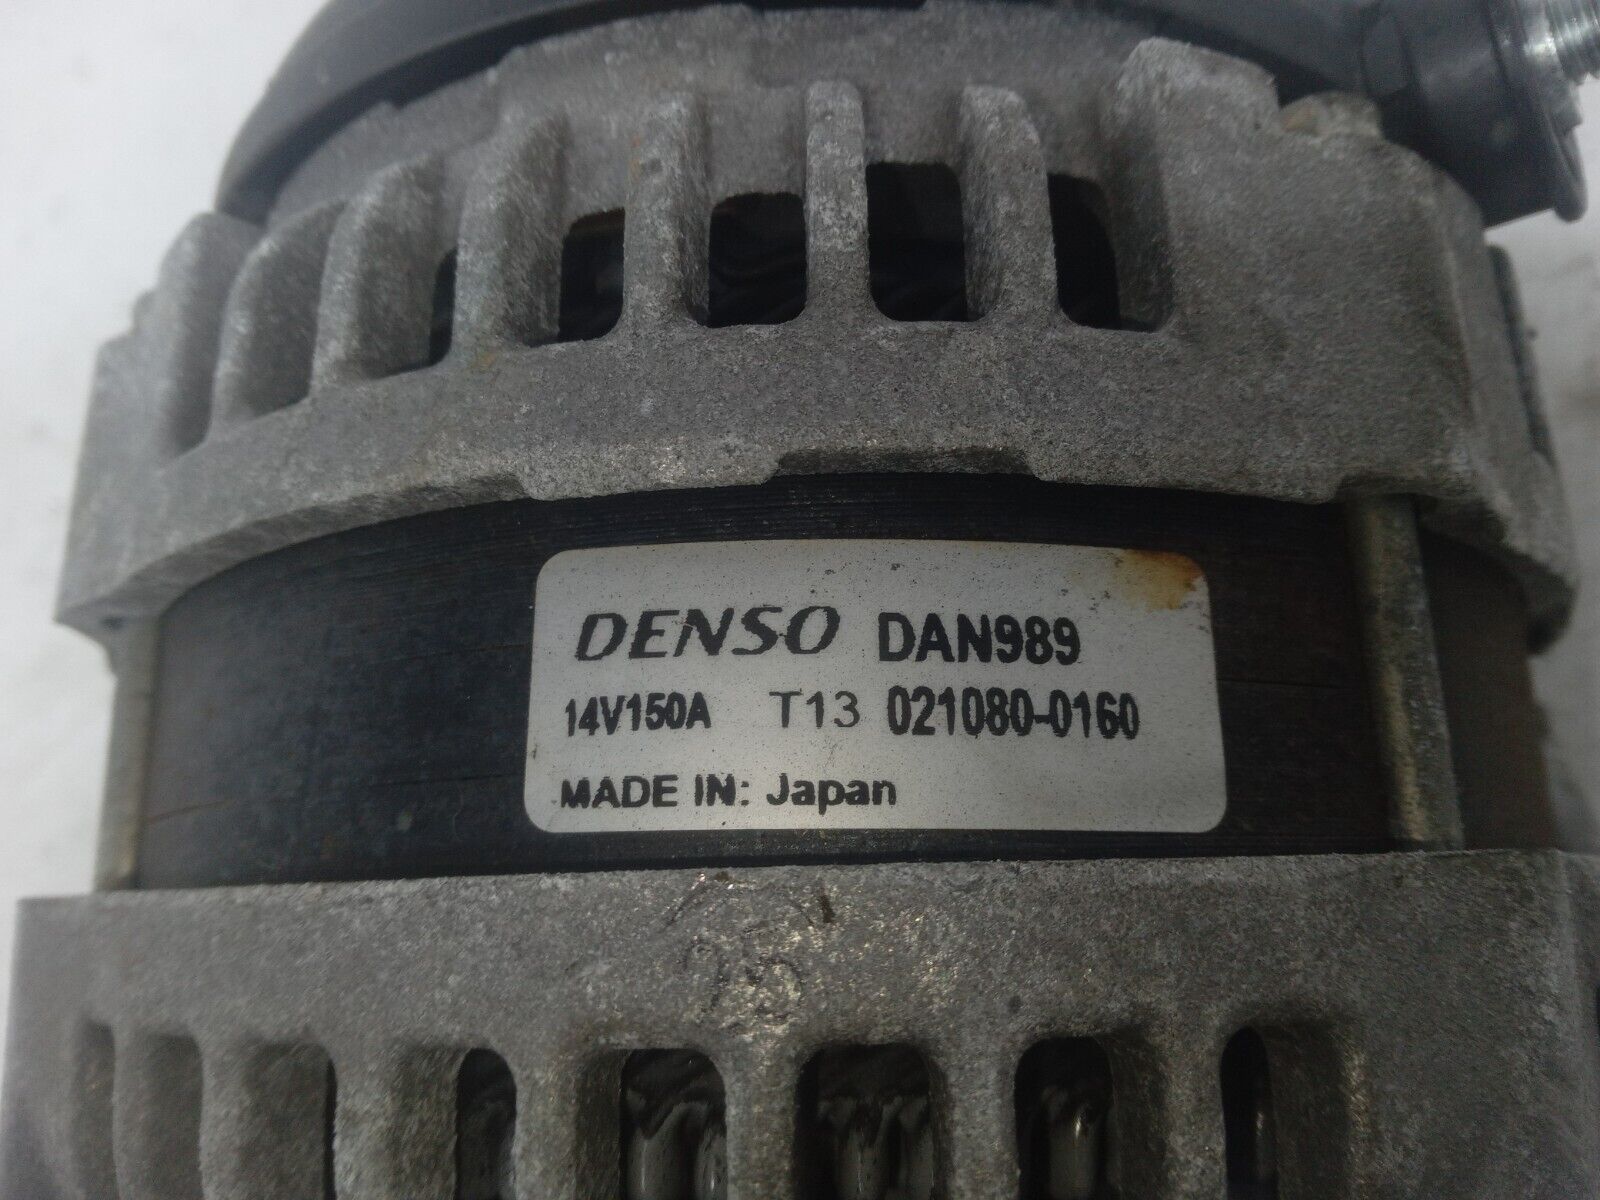 DENSO DAN989
14V150A T13 021080-0160
MADE IN: Japan